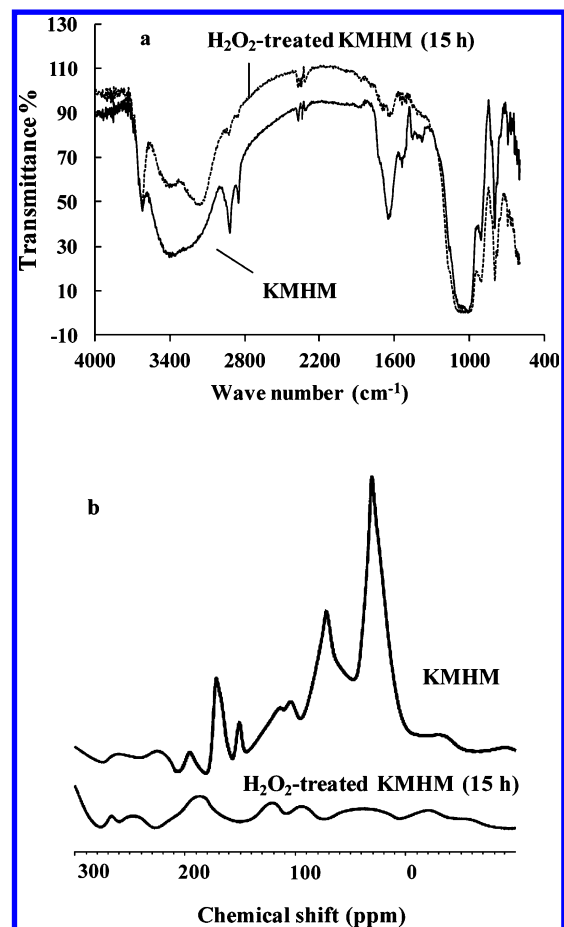 a
H₂O₂-treated KMHM (15 h)
130
110
90
70
50
30
10
-10
Transmittance %
KMHM
4000 3400 2800 2200 1600 1000 400
Wave number (cm⁻¹)
b
KMHM
H₂O₂-treated KMHM (15 h)
300 200 100 0
Chemical shift (ppm)